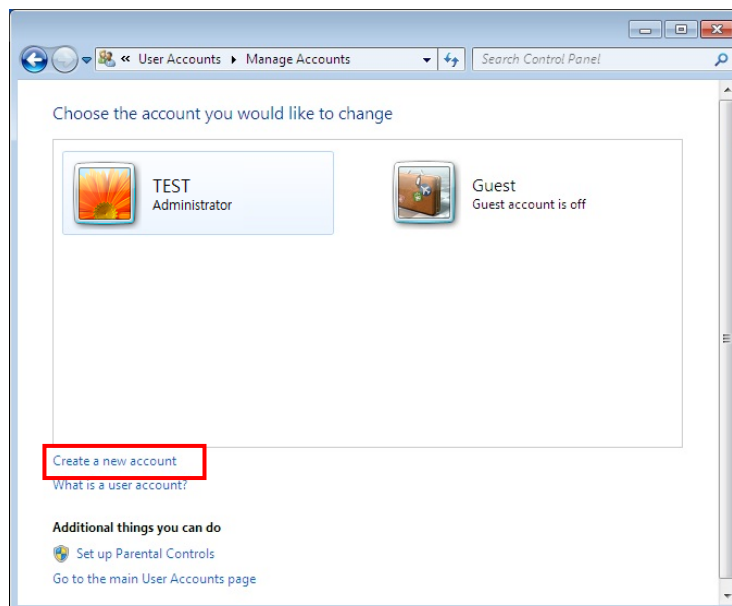 « User Accounts ▸ Manage Accounts
Search Control Panel
Choose the account you would like to change
TEST
Administrator
Guest
Guest account is off
Create a new account
What is a user account?
Additional things you can do
Set up Parental Controls
Go to the main User Accounts page